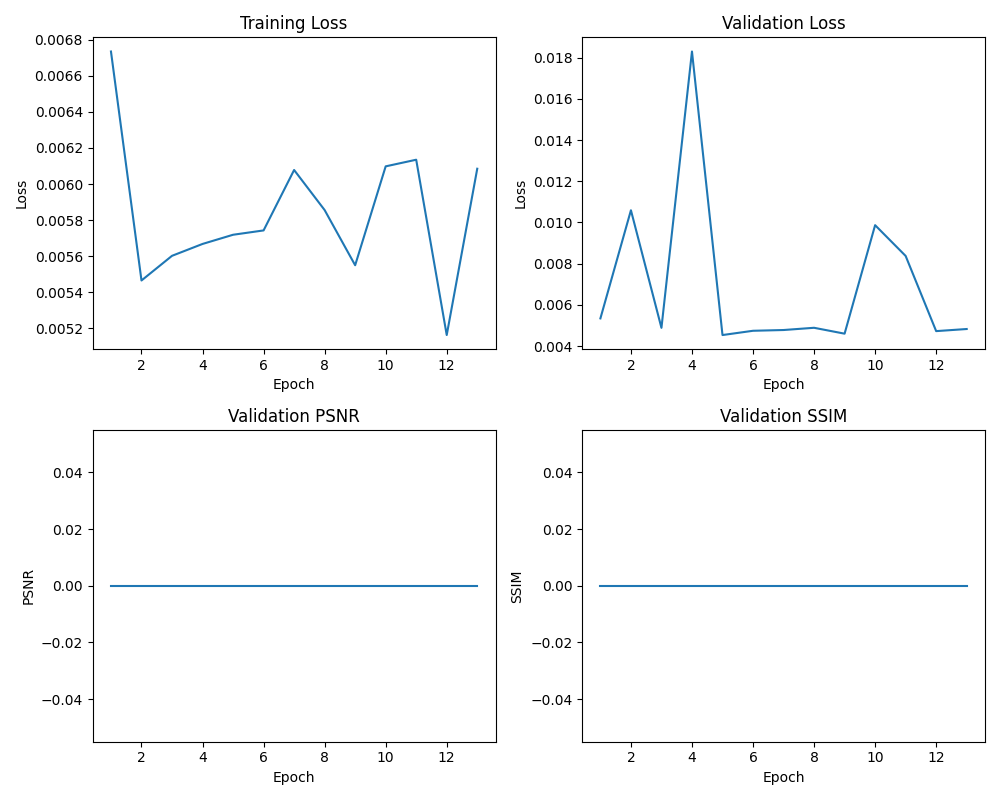 Training Loss
0.0068
0.0066
0.0064
0.0062
0.0060
0.0058
0.0056
0.0054
0.0052
Loss
2 4 6 8 10 12
Epoch
Validation Loss
0.018
0.016
0.014
0.012
0.010
0.008
0.006
0.004
Loss
2 4 6 8 10 12
Epoch
Validation PSNR
0.04
0.02
0.00
−0.02
−0.04
PSNR
2 4 6 8 10 12
Epoch
Validation SSIM
0.04
0.02
0.00
−0.02
−0.04
SSIM
2 4 6 8 10 12
Epoch